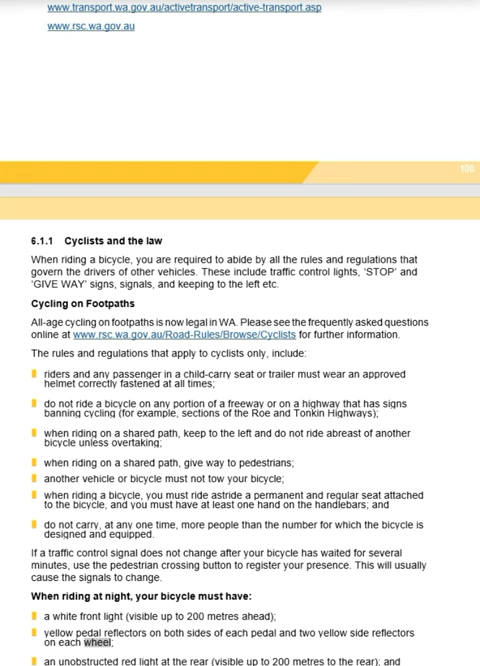 www.transport.wa.gov.au/activetransport/active-transport.asp
www.rsc.wa.gov.au
106
6.1.1 Cyclists and the law
When riding a bicycle, you are required to abide by all the rules and regulations that
govern the drivers of other vehicles. These include traffic control lights, ‘STOP’ and
‘GIVE WAY’ signs, signals, and keeping to the left etc.
Cycling on Footpaths
All-age cycling on footpaths is now legal in WA. Please see the frequently asked questions
online at www.rsc.wa.gov.au/Road-Rules/Browse/Cyclists for further information.
The rules and regulations that apply to cyclists only, include:
riders and any passenger in a child-carry seat or trailer must wear an approved
helmet correctly fastened at all times;
do not ride a bicycle on any portion of a freeway or on a highway that has signs
banning cycling (for example, sections of the Roe and Tonkin Highways);
when riding on a shared path, keep to the left and do not ride abreast of another
bicycle unless overtaking;
when riding on a shared path, give way to pedestrians;
another vehicle or bicycle must not tow your bicycle;
when riding a bicycle, you must ride astride a permanent and regular seat attached
to the bicycle, and you must have at least one hand on the handlebars; and
do not carry, at any one time, more people than the number for which the bicycle is
designed and equipped.
If a traffic control signal does not change after your bicycle has waited for several
minutes, use the pedestrian crossing button to register your presence. This will usually
cause the signals to change.
When riding at night, your bicycle must have:
a white front light (visible up to 200 metres ahead);
yellow pedal reflectors on both sides of each pedal and two yellow side reflectors
on each wheel;
an unobstructed red light at the rear (visible up to 200 metres to the rear); and